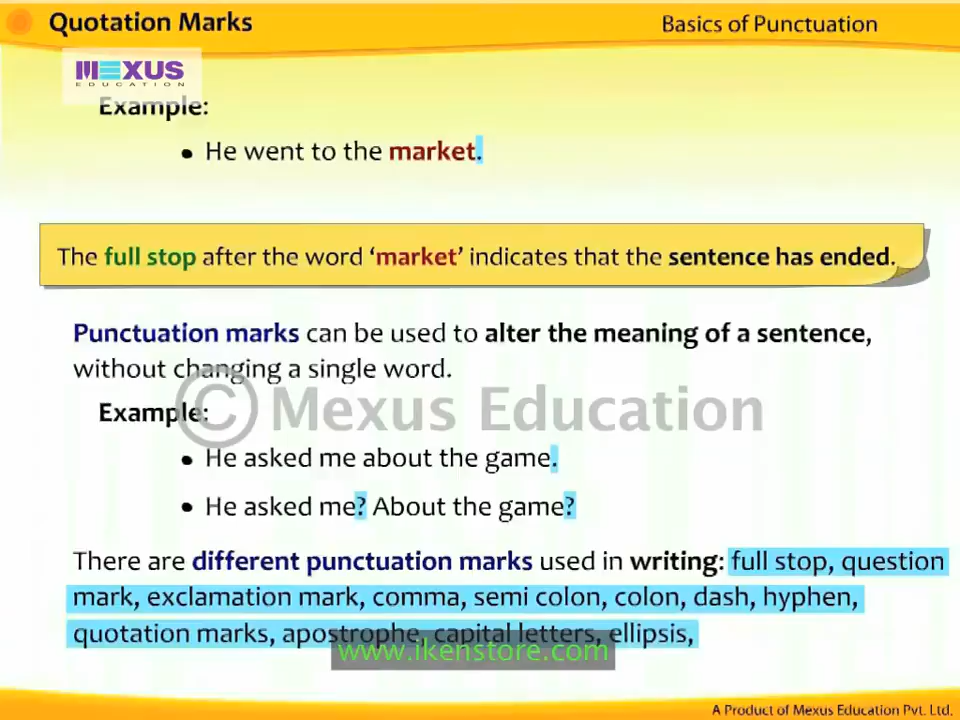 Quotation Marks
Basics of Punctuation
MEXUS
EDUCATION
Example:
• He went to the market.
The full stop after the word ‘market’ indicates that the sentence has ended.
Punctuation marks can be used to alter the meaning of a sentence,
without changing a single word.
© Mexus Education
Example:
• He asked me about the game.
• He asked me? About the game?
There are different punctuation marks used in writing: full stop, question
mark, exclamation mark, comma, semi colon, colon, dash, hyphen,
quotation marks, apostrophe, capital letters, ellipsis,
www.ikenstore.com
A Product of Mexus Education Pvt. Ltd.